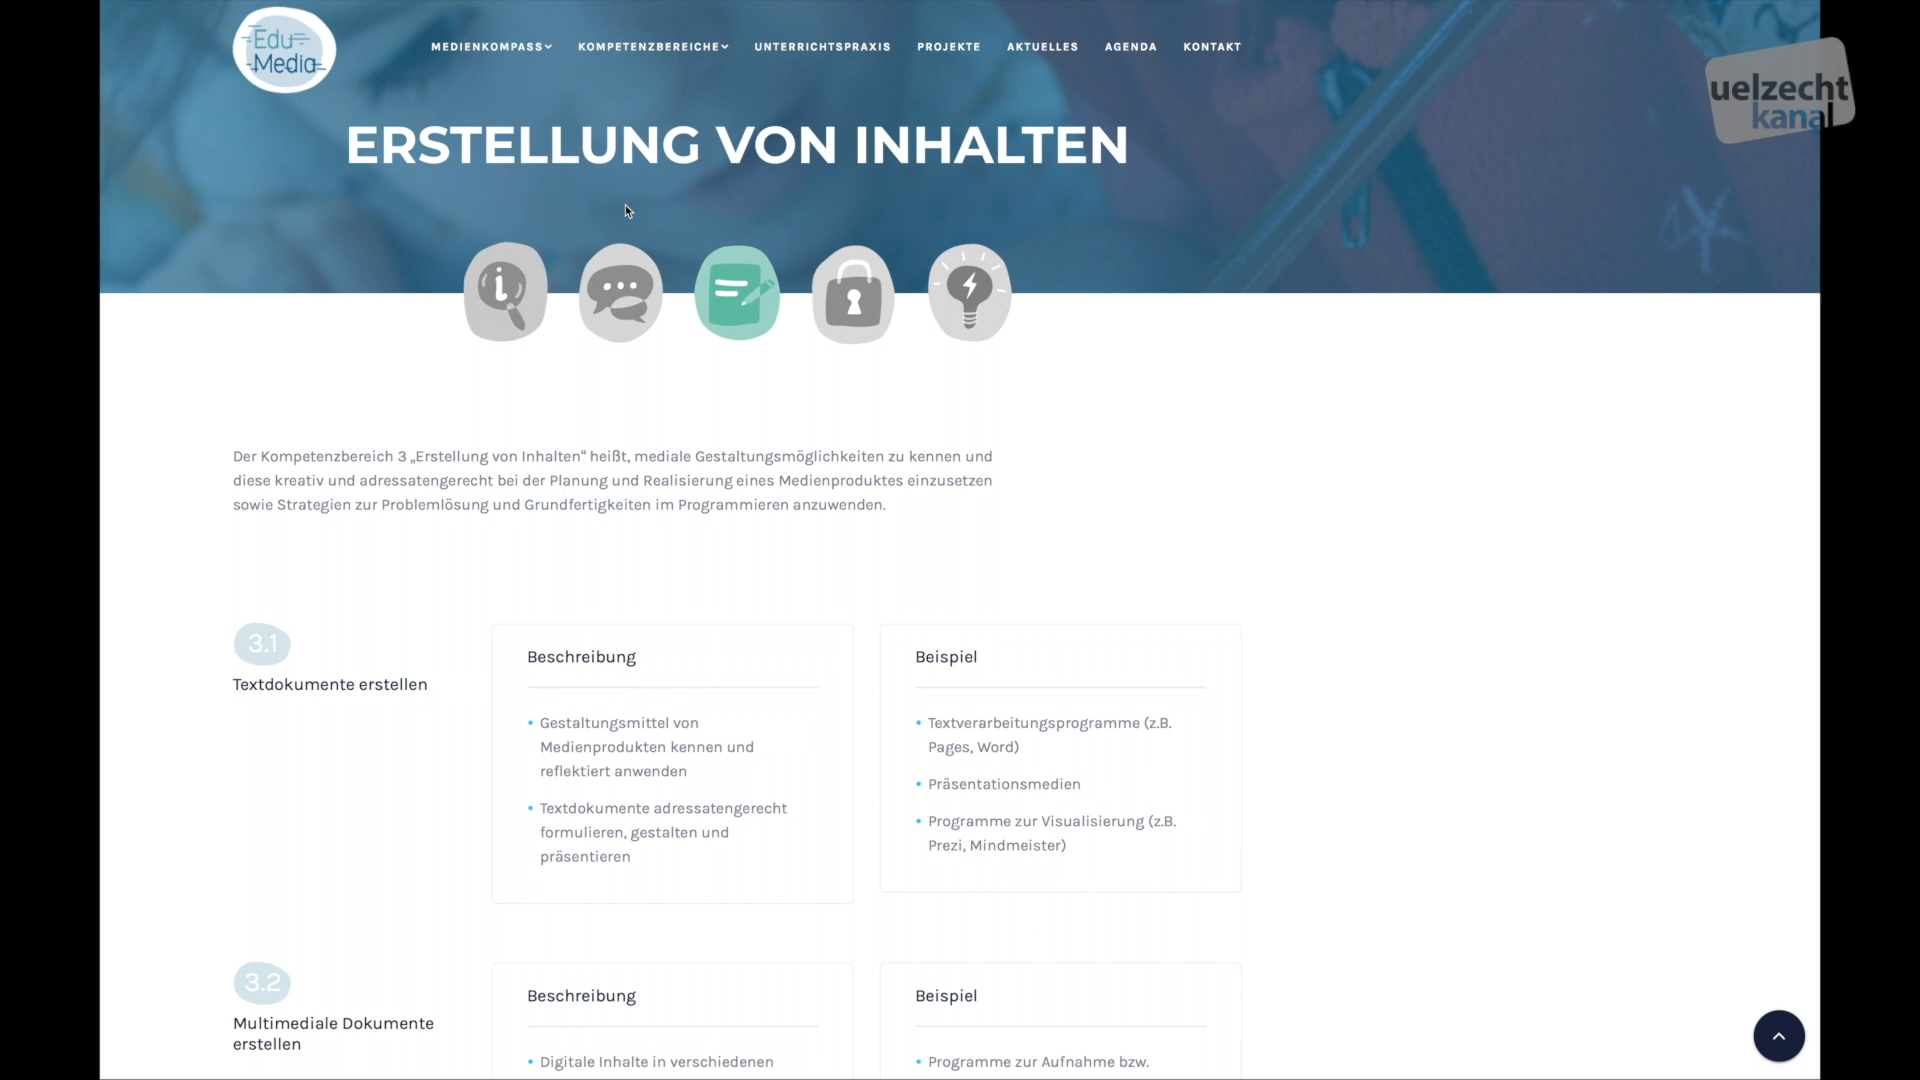 Edu
Media
MEDIENKOMPASS
KOMPETENZBEREICHE
UNTERRICHTSPRAXIS
PROJEKTE
AKTUELLES
AGENDA
KONTAKT
uelzecht
kanal
ERSTELLUNG VON INHALTEN
Der Kompetenzbereich 3 „Erstellung von Inhalten“ heißt, mediale Gestaltungsmöglichkeiten zu kennen und
diese kreativ und adressatengerecht bei der Planung und Realisierung eines Medienproduktes einzusetzen
sowie Strategien zur Problemlösung und Grundfertigkeiten im Programmieren anzuwenden.
3.1
Textdokumente erstellen
Beschreibung
• Gestaltungsmittel von
Medienprodukten kennen und
reflektiert anwenden
• Textdokumente adressatengerecht
formulieren, gestalten und
präsentieren
Beispiel
• Textverarbeitungsprogramme (z.B.
Pages, Word)
• Präsentationsmedien
• Programme zur Visualisierung (z.B.
Prezi, Mindmeister)
3.2
Multimediale Dokumente
erstellen
Beschreibung
• Digitale Inhalte in verschiedenen
Beispiel
• Programme zur Aufnahme bzw.